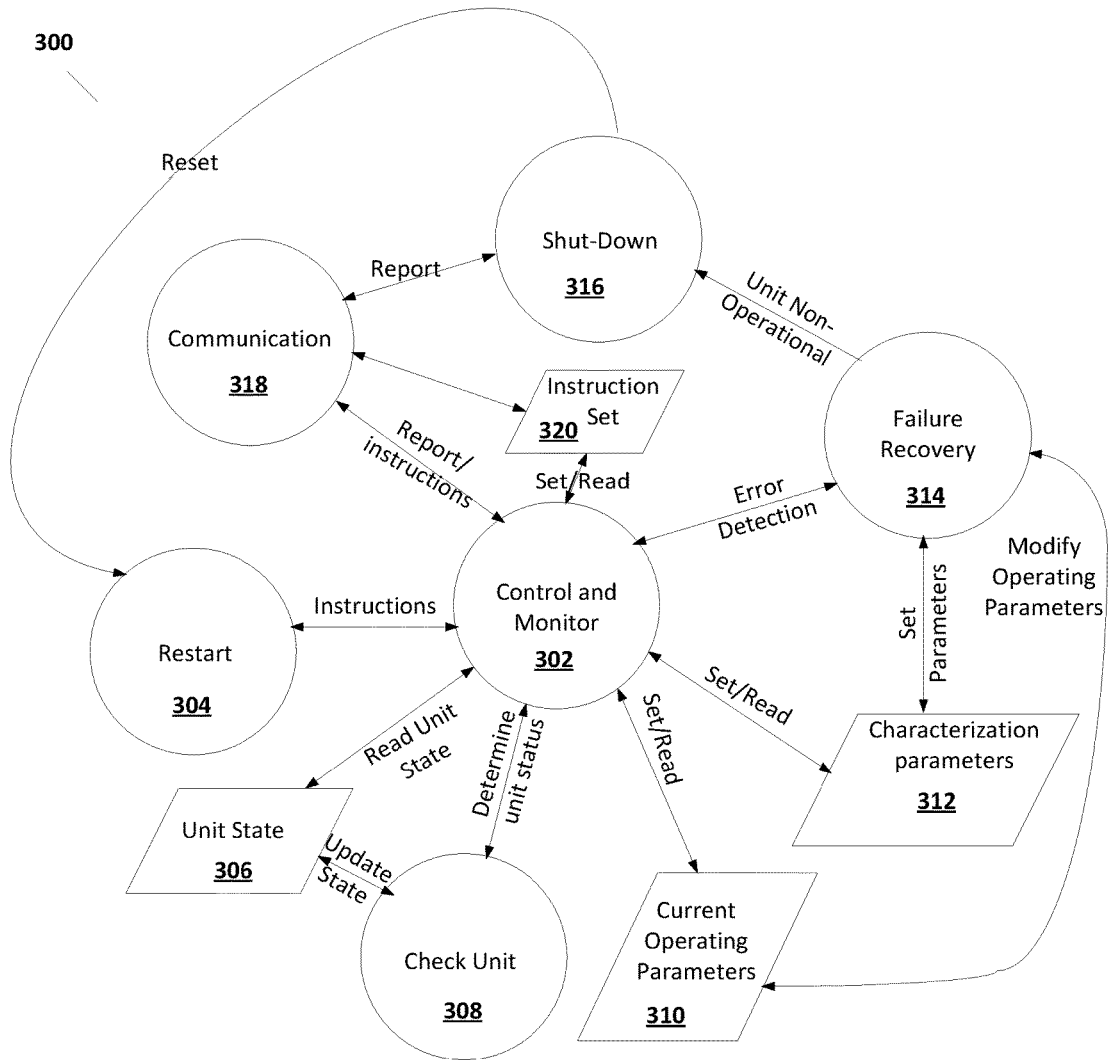 300
Reset
Shut-Down
316
Report
Communication
318
Unit Non-
Operational
Instruction
Set
320
Failure
Recovery
314
Report/
instructions
Set/Read
Error
Detection
Modify
Operating
Parameters
Set
Parameters
Instructions
Control and
Monitor
302
Restart
304
Set/Read
Set/Read
Read Unit
State
Determine
unit status
Characterization
parameters
312
Unit State
306
Update
State
Check Unit
308
Current
Operating
Parameters
310